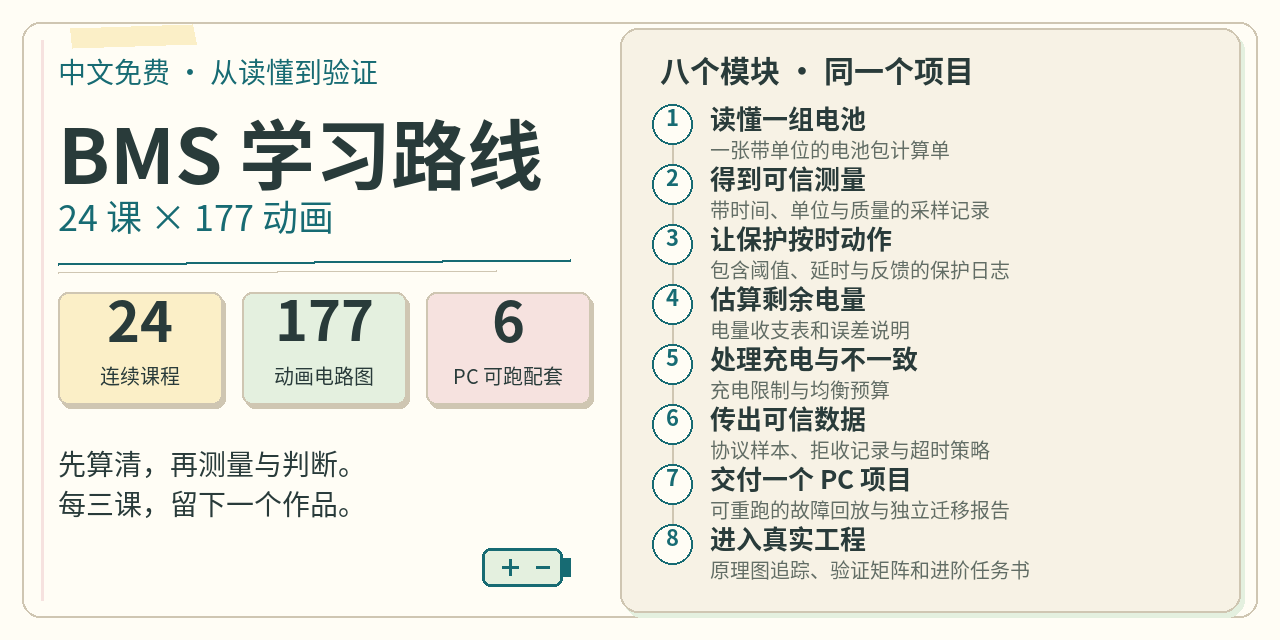 中文免费 · 从读懂到验证
BMS 学习路线
24 课 × 177 动画
24
连续课程
177
动画电路图
6
PC 可跑配套
先算清，再测量与判断。
每三课，留下一个作品。
+ −
八个模块 · 同一个项目
1 读懂一组电池
一张带单位的电池包计算单
2 得到可信测量
带时间、单位与质量的采样记录
3 让保护按时动作
包含阈值、延时与反馈的保护日志
4 估算剩余电量
电量收支表和误差说明
5 处理充电与不一致
充电限制与均衡预算
6 传出可信数据
协议样本、拒收记录与超时策略
7 交付一个 PC 项目
可重跑的故障回放与独立迁移报告
8 进入真实工程
原理图追踪、验证矩阵和进阶任务书